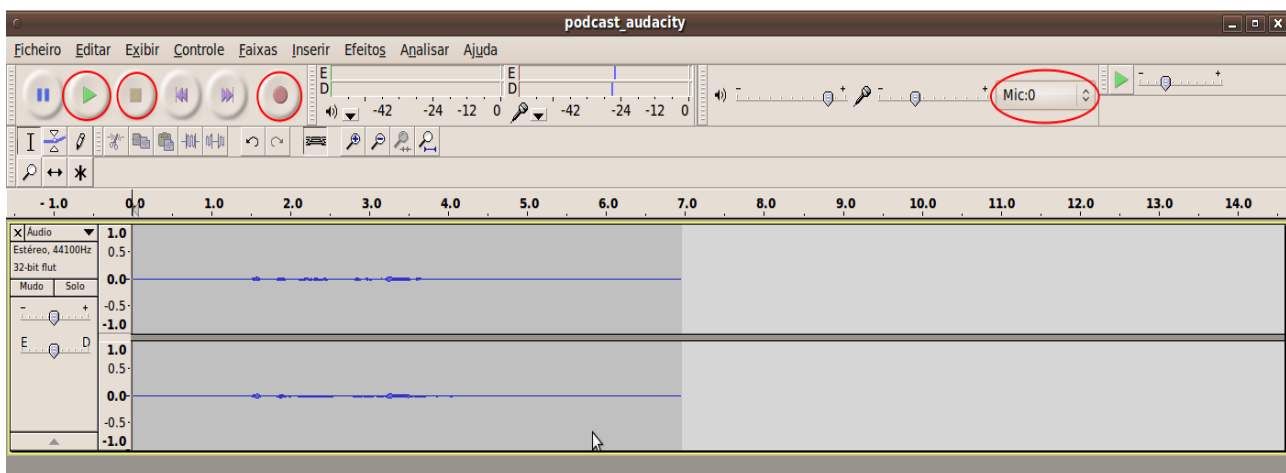 podcast_audacity
Ficheiro Editar Exibir Controle Faixas Inserir Efeitos Analisar Ajuda
E E
D D
-42 -24 -12 0 -42 -24 -12 0
- + - + Mic:0 - +
- 1.0 0.0 1.0 2.0 3.0 4.0 5.0 6.0 7.0 8.0 9.0 10.0 11.0 12.0 13.0 14.0
X Áudio 1.0
Estéreo, 44100Hz 0.5
32-bit flut
0.0
Mudo Solo
- + -0.5
-1.0
E D 1.0
0.5
0.0
-0.5
-1.0